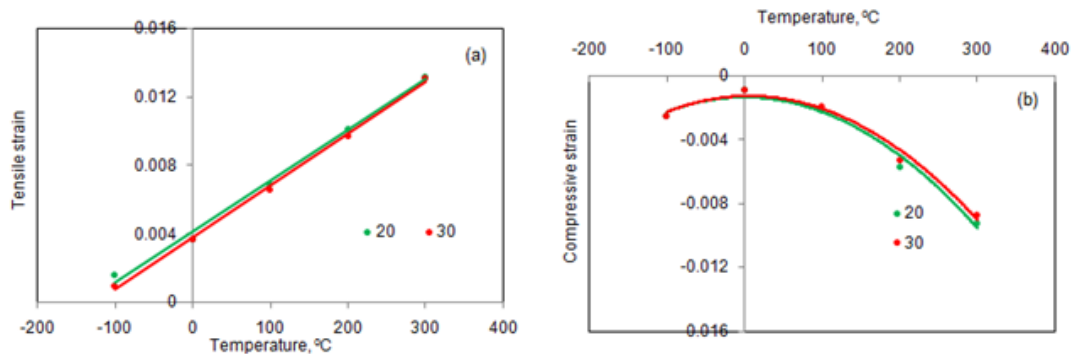 0.016
(a)
0.012
0.008
0.004
0
Tensile strain
20 30
-200 -100 0 100 200 300 400
Temperature, ºC
Temperature, ºC
-200 -100 0 100 200 300 400
0
(b)
-0.004
-0.008
-0.012
0.016
Compressive strain
20
30